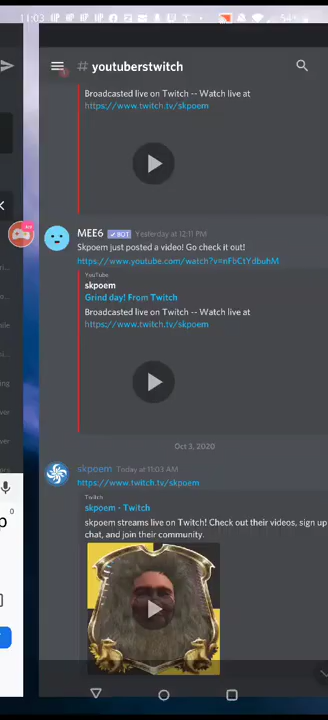 11:03
54%
# youtuberstwitch
Broadcasted live on Twitch -- Watch live at
https://www.twitch.tv/skpoem
MEE6 ✓BOT Yesterday at 12:11 PM
Skpoem just posted a video! Go check it out!
https://www.youtube.com/watch?v=nFbCtYdbuhM
YouTube
skpoem
Grind day! From Twitch
Broadcasted live on Twitch -- Watch live at
https://www.twitch.tv/skpoem
Oct 3, 2020
skpoem Today at 11:03 AM
https://www.twitch.tv/skpoem
Twitch
skpoem - Twitch
skpoem streams live on Twitch! Check out their videos, sign up
chat, and join their community.